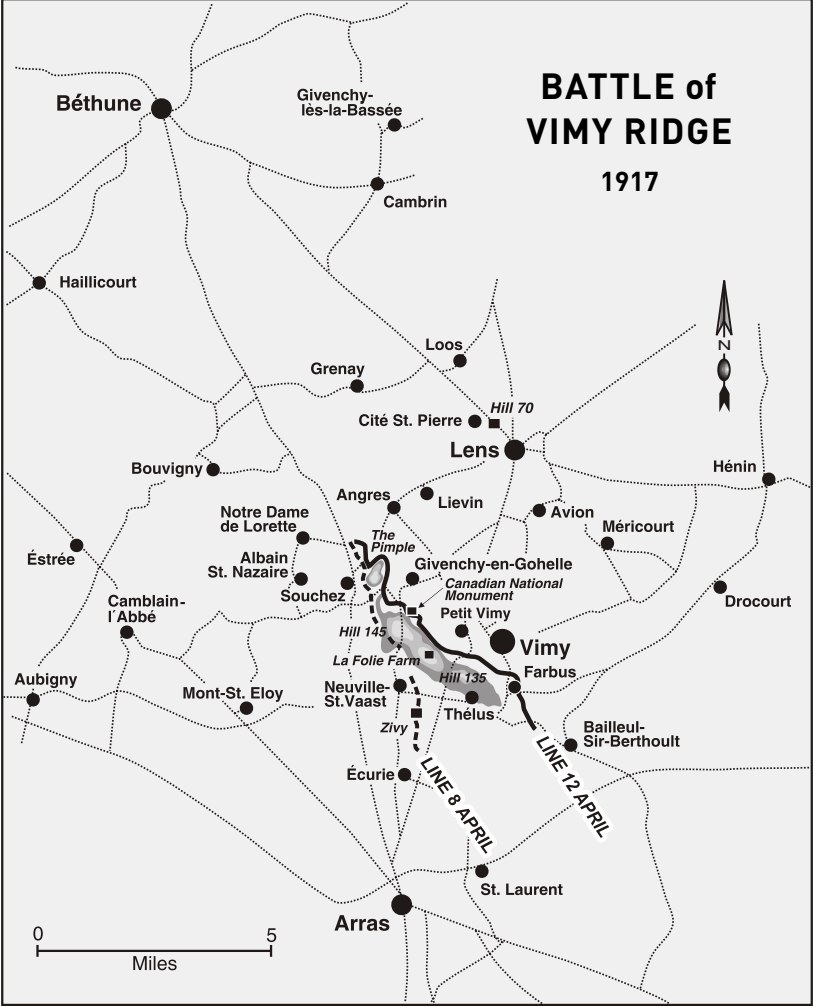 BATTLE of
VIMY RIDGE
1917
Béthune
Givenchy-
lès-la-Bassée
Cambrin
Haillicourt
N
Loos
Grenay
Hill 70
Cité St. Pierre
Lens
Hénin
Bouvigny
Angres
Lievin
Avion
Notre Dame
de Lorette
Méricourt
The
Pimple
Éstrée
Albain
St. Nazaire
Givenchy-en-Gohelle
Canadian National
Monument
Souchez
Drocourt
Camblain-
l´Abbé
Petit Vimy
Hill 145
Vimy
La Folie Farm
Farbus
Hill 135
Aubigny
Mont-St. Eloy
Neuville-
St.Vaast
Thélus
Zivy
Bailleul-
Sir-Berthoult
Écurie
LINE 8 APRIL
LINE 12 APRIL
St. Laurent
Arras
0 5
Miles